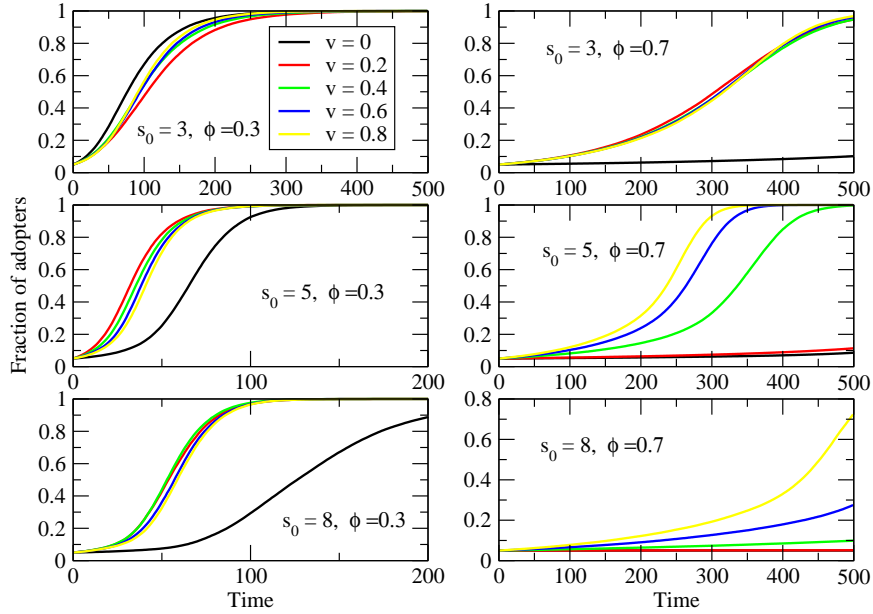 1
0.8
0.6
0.4
0.2
0
0 100 200 300 400 500
v = 0
v = 0.2
v = 0.4
v = 0.6
v = 0.8
s0 = 3, ϕ=0.3
1
0.8
0.6
0.4
0.2
0
0 100 200 300 400 500
s0 = 3, ϕ=0.7
Fraction of adopters
1
0.8
0.6
0.4
0.2
0
0 100 200
s0 = 5, ϕ=0.3
1
0.8
0.6
0.4
0.2
0
0 100 200 300 400 500
s0 = 5, ϕ=0.7
1
0.8
0.6
0.4
0.2
0
0 100 200
s0 = 8, ϕ=0.3
Time
0.8
0.6
0.4
0.2
0
0 100 200 300 400 500
s0 = 8, ϕ=0.7
Time